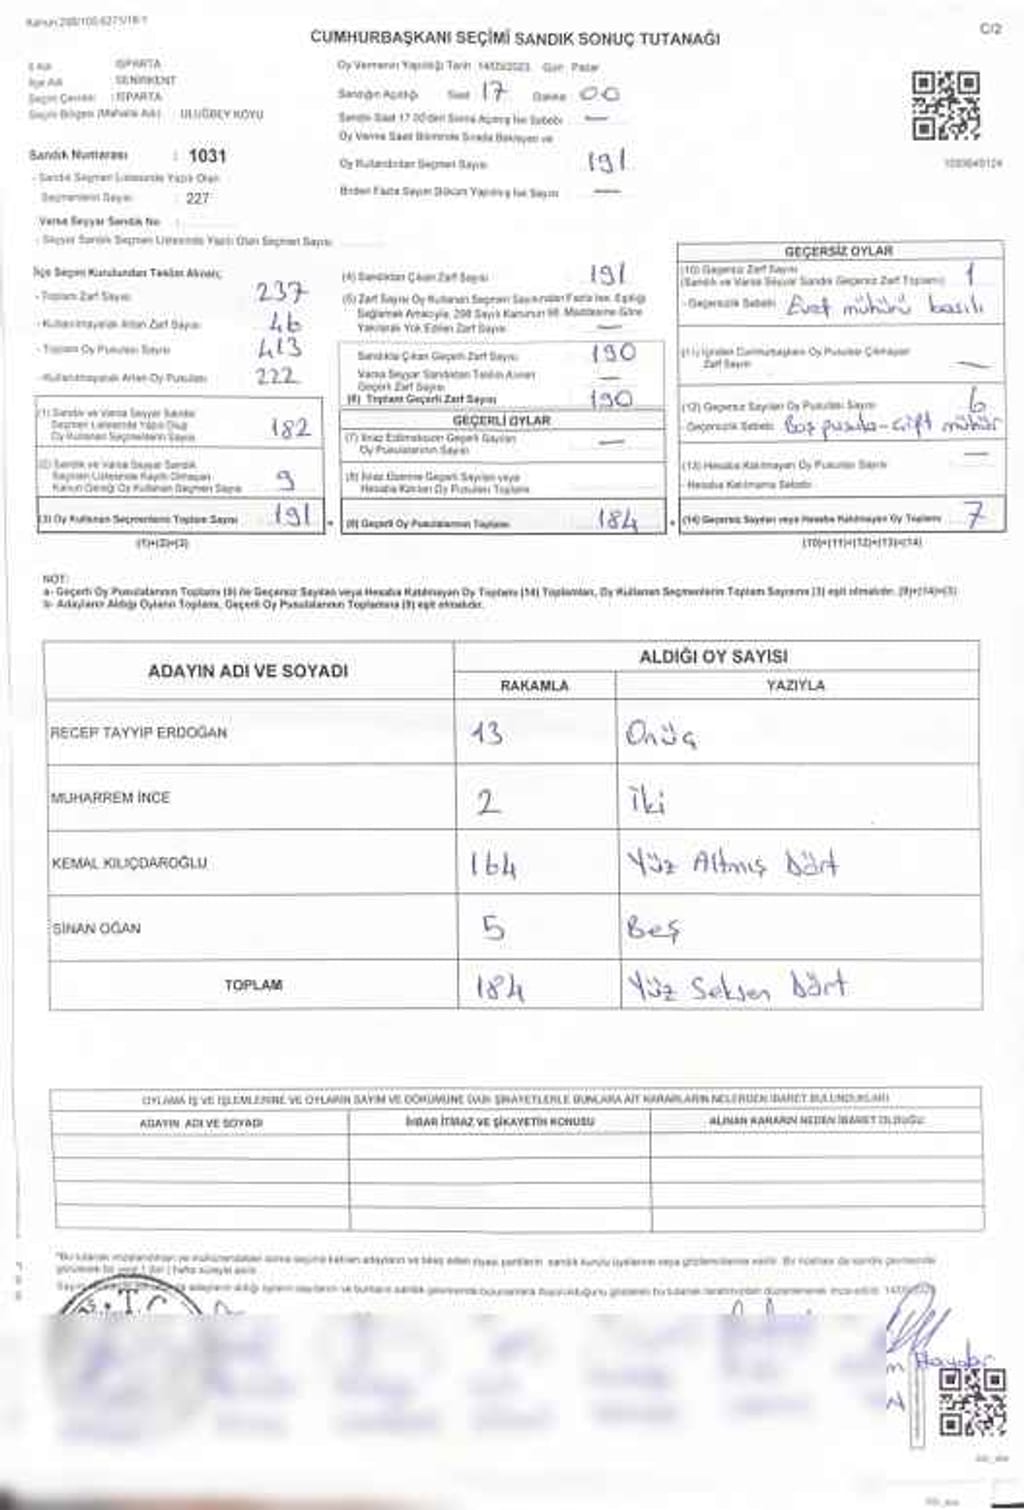 Kanun:298/105-6271/18-1
C/2
CUMHURBAŞKANI SEÇİMİ SANDIK SONUÇ TUTANAĞI
İl Adı : ISPARTA
İlçe Adı : SENİRKENT
Seçim Çevresi : ISPARTA
Seçim Bölgesi (Mahalle Adı) : ULUĞBEY KÖYÜ
Sandık Numarası : 1031
- Sandık Seçmen Listesinde Yazılı Olan
Seçmenlerin Sayısı : 227
Varsa Seyyar Sandık No :
- Seyyar Sandık Seçmen Listesinde Yazılı Olan Seçmen Sayısı
Oy Vermenin Yapıldığı Tarih 14/05/2023 Gün Pazar
Sandığın Açıldığı Saat 17 Dakika 00
Sandık Saat 17.00'den Sonra Açılmış İse Sebebi —
Oy Verme Saati Bitiminde Sırada Bekleyen ve
Oy Kullandırılan Seçmen Sayısı 191
Birden Fazla Sayım Döküm Yapılmış İse Sayısı —
İlçe Seçim Kurulundan Teslim Alınan;
- Toplam Zarf Sayısı 237
- Kullanılmayarak Artan Zarf Sayısı 46
- Toplam Oy Pusulası Sayısı 413
- Kullanılmayarak Artan Oy Pusulası 222
(1) Sandık ve Varsa Seyyar Sandık
Seçmen Listesinde Yazılı Olup
Oy Kullanan Seçmenlerin Sayısı 182
(2) Sandık ve Varsa Seyyar Sandık
Seçmen Listesinde Kayıtlı Olmayan
Kanun Gereği Oy Kullanan Seçmen Sayısı 9
(3) Oy Kullanan Seçmenlerin Toplam Sayısı 191
(1)+(2)=(3)
(4) Sandıktan Çıkan Zarf Sayısı 191
(5) Zarf Sayısı Oy Kullanan Seçmen Sayısından Fazla İse, Eşitliği
Sağlamak Amacıyla, 298 Sayılı Kanunun 98. Maddesine Göre
Yakılarak Yok Edilen Zarf Sayısı —
Sandıkta Çıkan Geçerli Zarf Sayısı 190
Varsa Seyyar Sandıktan Teslim Alınan
Geçerli Zarf Sayısı —
(6) Toplam Geçerli Zarf Sayısı 190
GEÇERLİ OYLAR
(7) İtiraz Edilmeksizin Geçerli Sayılan
Oy Pusulalarının Sayısı —
(8) İtiraz Üzerine Geçerli Sayılan veya
Hesaba Katılan Oy Pusulası Toplamı
(9) Geçerli Oy Pusulalarının Toplamı 184
GEÇERSİZ OYLAR
(10) Geçersiz Zarf Sayısı 1
(Sandık ve Varsa Seyyar Sandık Geçersiz Zarf Toplamı)
- Geçersizlik Sebebi: Evet mühürü basılı
(11) İçinden Cumhurbaşkanı Oy Pusulası Çıkmayan
Zarf Sayısı —
(12) Geçersiz Sayılan Oy Pusulası Sayısı 6
Geçersizlik Sebebi: Boş pusula-çift mühür
(13) Hesaba Katılmayan Oy Pusulası Sayısı —
- Hesaba Katılmama Sebebi:
(14) Geçersiz Sayılan veya Hesaba Katılmayan Oy Toplamı 7
(10)+(11)+(12)+(13)=(14)
NOT:
a- Geçerli Oy Pusulalarının Toplamı (9) ile Geçersiz Sayılan veya Hesaba Katılmayan Oy Toplamı (14) Toplamları, Oy Kullanan Seçmenlerin Toplam Sayısına (3) eşit olmalıdır. (9)+(14)=(3)
b- Adayların Aldığı Oyların Toplamı, Geçerli Oy Pusulalarının Toplamına (9) eşit olmalıdır.
ADAYIN ADI VE SOYADI
ALDIĞI OY SAYISI
RAKAMLA YAZIYLA
RECEP TAYYİP ERDOĞAN 13 Onüç
MUHARREM İNCE 2 İki
KEMAL KILIÇDAROĞLU 164 Yüz Altmış Dört
SİNAN OĞAN 5 Beş
TOPLAM 184 Yüz Seksen Dört
OYLAMA İŞ VE İŞLEMLERİNE VE OYLARIN SAYIM VE DÖKÜMÜNE DAİR ŞİKAYETLERLE BUNLARA AİT KARARLARIN NELERDEN İBARET BULUNDUKLARI
ADAYIN ADI VE SOYADI
İHBAR İTİRAZ VE ŞİKAYETİN KONUSU
ALINAN KARARIN NEDEN İBARET OLDUĞU
T.C.